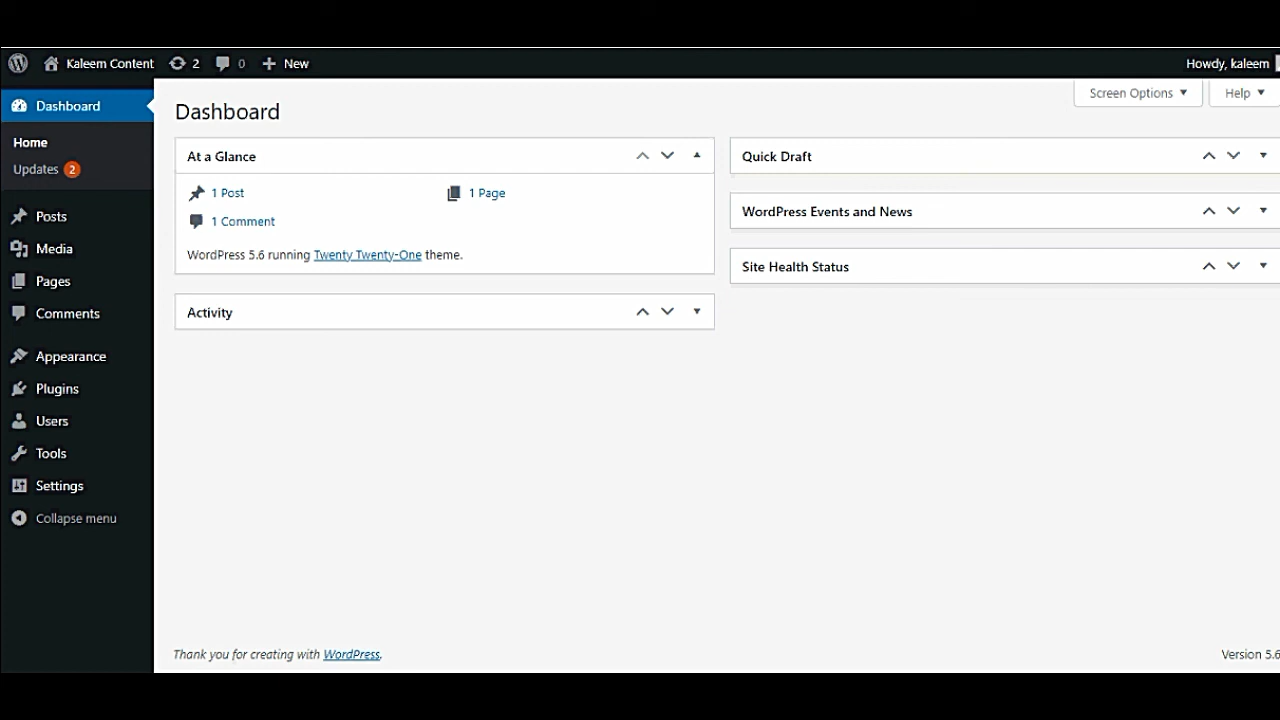 Kaleem Content 2 0 New Howdy, kaleem
Dashboard
Home
Updates 2
Posts
Media
Pages
Comments
Appearance
Plugins
Users
Tools
Settings
Collapse menu
Screen Options Help
Dashboard
At a Glance
1 Post 1 Page
1 Comment
WordPress 5.6 running Twenty Twenty-One theme.
Activity
Quick Draft
WordPress Events and News
Site Health Status
Thank you for creating with WordPress.
Version 5.6